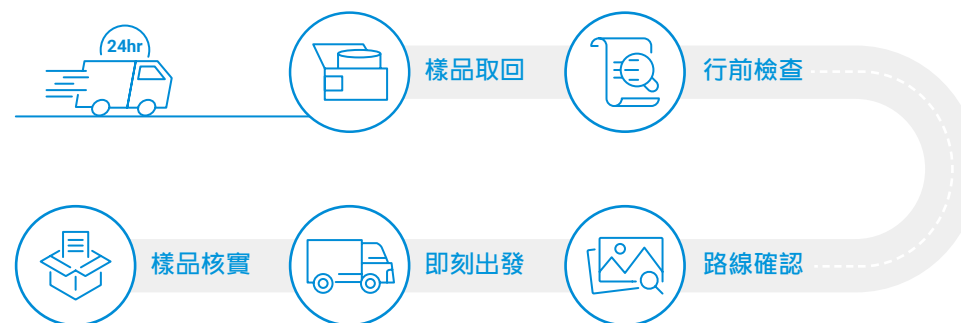 24hr
樣品取回
行前檢查
路線確認
即刻出發
樣品核實